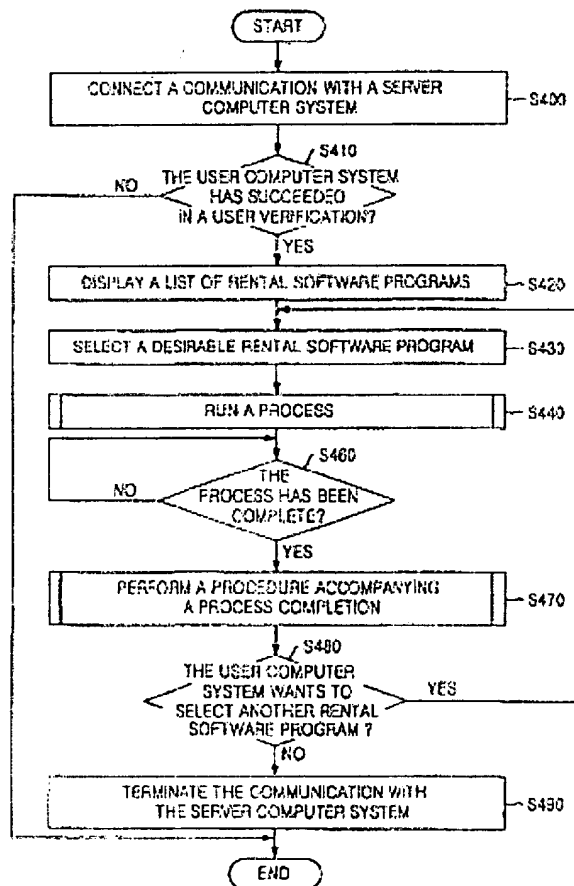 START
CONNECT A COMMUNICATION WITH A SERVER
COMPUTER SYSTEM
S400
S410
THE USER COMPUTER SYSTEM
HAS SUCCEEDED
IN A USER VERIFICATION?
NO
YES
DISPLAY A LIST OF RENTAL SOFTWARE PROGRAMS
S420
SELECT A DESIRABLE RENTAL SOFTWARE PROGRAM
S430
RUN A PROCESS
S440
S460
THE
PROCESS HAS BEEN
COMPLETE?
NO
YES
PERFORM A PROCEDURE ACCOMPANYING
A PROCESS COMPLETION
S470
S480
THE USER COMPUTER
SYSTEM WANTS TO
SELECT ANOTHER RENTAL
SOFTWARE PROGRAM ?
YES
NO
TERMINATE THE COMMUNICATION WITH
THE SERVER COMPUTER SYSTEM
S490
END